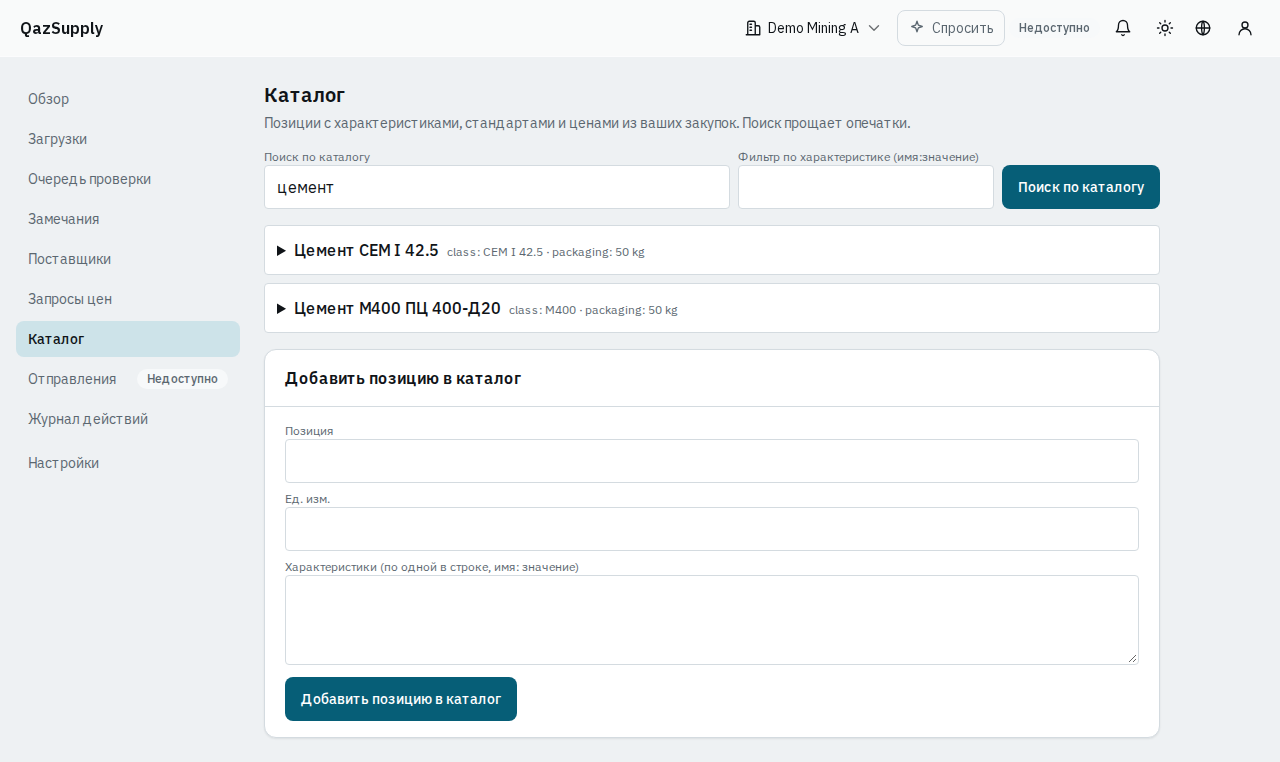 QazSupply
Demo Mining A
Спросить
Недоступно
Обзор
Загрузки
Очередь проверки
Замечания
Поставщики
Запросы цен
Каталог
Отправления Недоступно
Журнал действий
Настройки
Каталог
Позиции с характеристиками, стандартами и ценами из ваших закупок. Поиск прощает опечатки.
Поиск по каталогу
цемент
Фильтр по характеристике (имя:значение)
Поиск по каталогу
Цемент CEM I 42.5 class: CEM I 42.5 · packaging: 50 kg
Цемент М400 ПЦ 400-Д20 class: М400 · packaging: 50 kg
Добавить позицию в каталог
Позиция
Ед. изм.
Характеристики (по одной в строке, имя: значение)
Добавить позицию в каталог